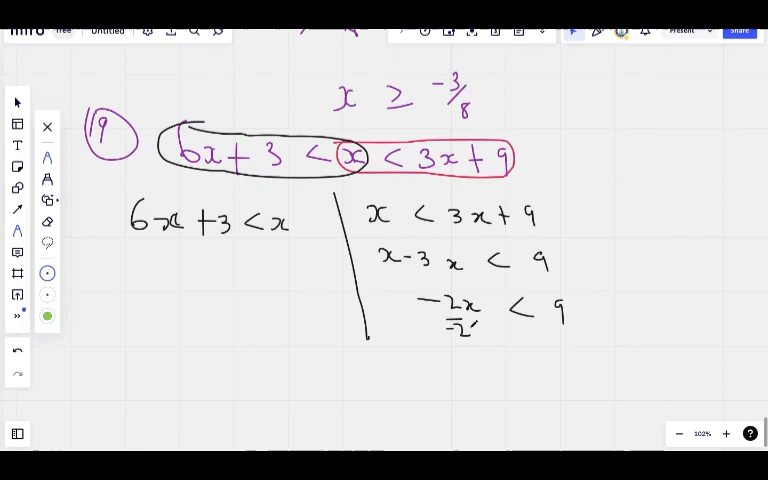 miro free Untitled Present Share
x ≥ -3/8
19 6x + 3 < x < 3x + 9
6x + 3 < x
x < 3x + 9
x - 3x < 9
-2x < 9
-2
102%